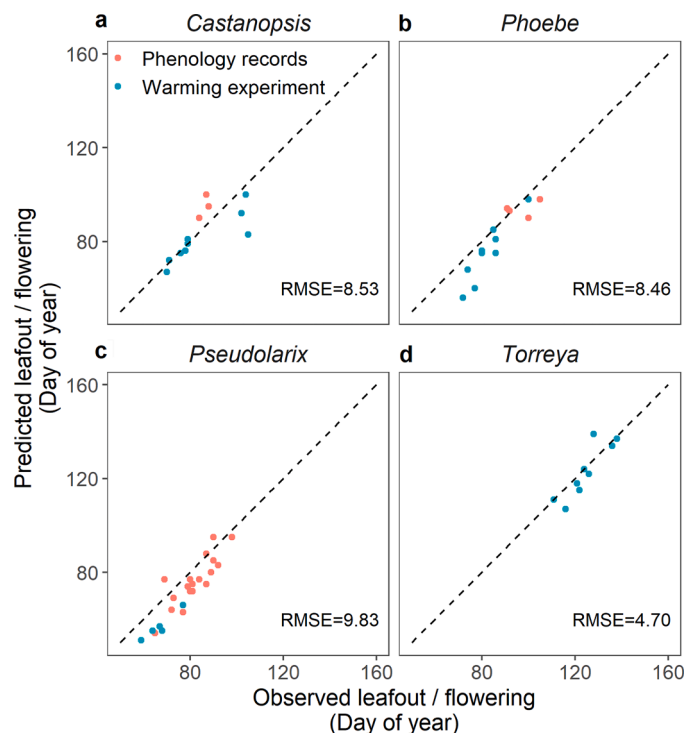 a Castanopsis
b Phoebe
Phenology records
Warming experiment
160
120
80
RMSE=8.53
RMSE=8.46
Predicted leafout / flowering
(Day of year)
c Pseudolarix
d Torreya
160
120
80
RMSE=9.83
RMSE=4.70
80 120 160 80 120 160
Observed leafout / flowering
(Day of year)